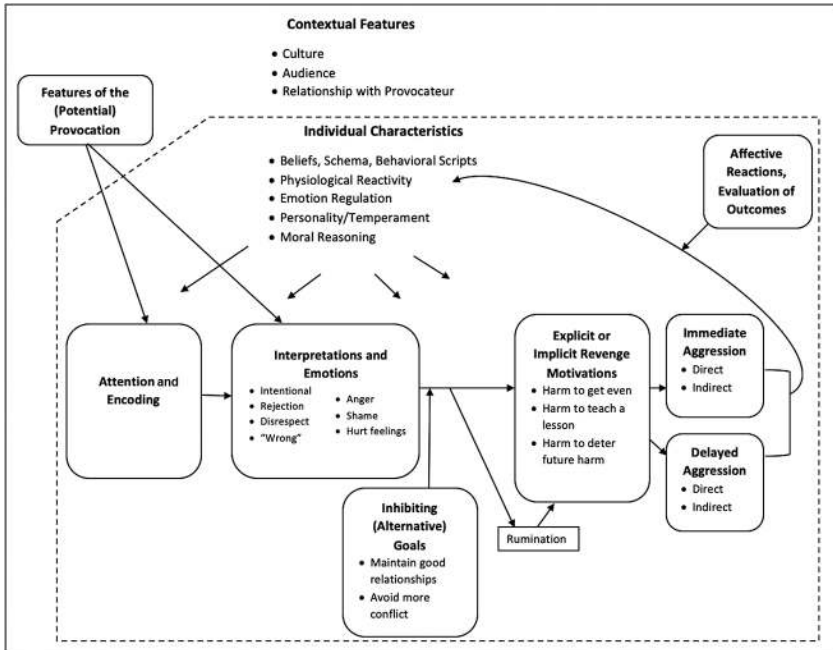 Contextual Features
• Culture
• Audience
• Relationship with Provocateur
Features of the
(Potential)
Provocation
Individual Characteristics
• Beliefs, Schema, Behavioral Scripts
• Physiological Reactivity
• Emotion Regulation
• Personality/Temperament
• Moral Reasoning
Affective
Reactions,
Evaluation of
Outcomes
Attention and
Encoding
Interpretations and
Emotions
• Intentional
• Rejection
• Disrespect
• “Wrong”
• Anger
• Shame
• Hurt feelings
Explicit or
Implicit Revenge
Motivations
• Harm to get even
• Harm to teach a
lesson
• Harm to deter
future harm
Immediate
Aggression
• Direct
• Indirect
Delayed
Aggression
• Direct
• Indirect
Inhibiting
(Alternative)
Goals
• Maintain good
relationships
• Avoid more
conflict
Rumination